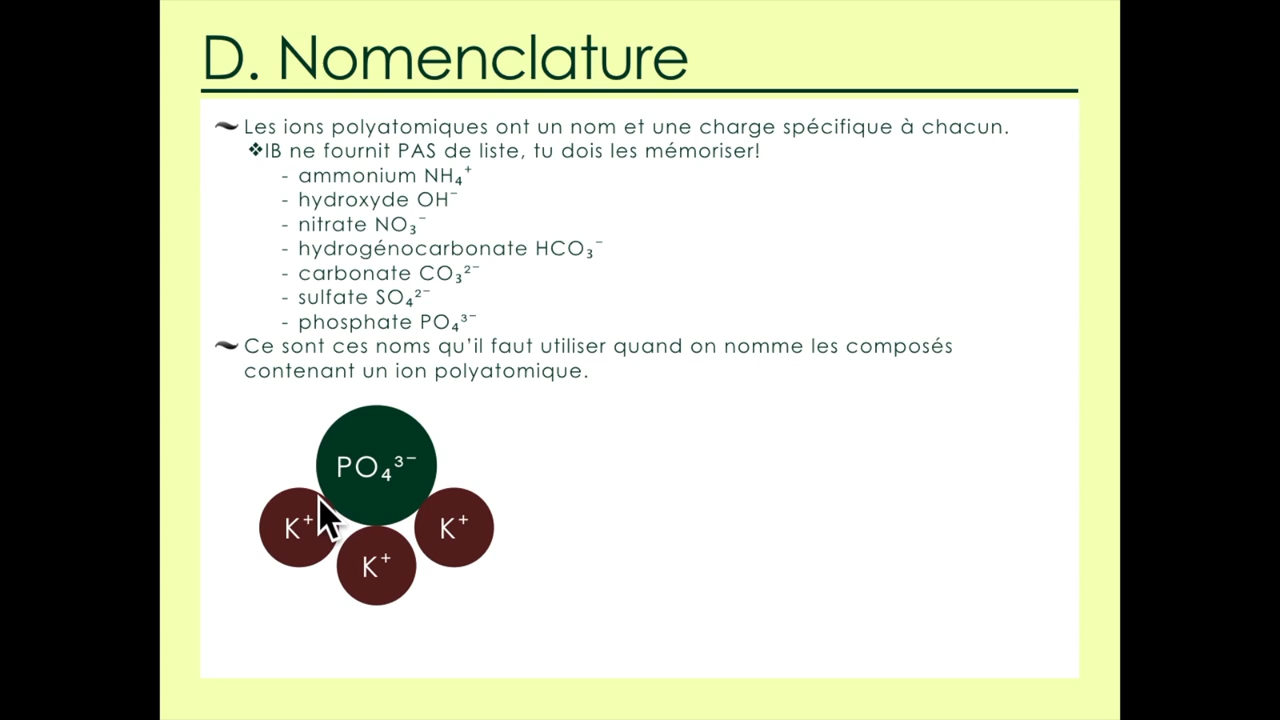 D. Nomenclature
Les ions polyatomiques ont un nom et une charge spécifique à chacun.
❖IB ne fournit PAS de liste, tu dois les mémoriser!
- ammonium NH₄⁺
- hydroxyde OH⁻
- nitrate NO₃⁻
- hydrogénocarbonate HCO₃⁻
- carbonate CO₃²⁻
- sulfate SO₄²⁻
- phosphate PO₄³⁻
Ce sont ces noms qu'il faut utiliser quand on nomme les composés
contenant un ion polyatomique.
PO₄³⁻
K⁺
K⁺
K⁺